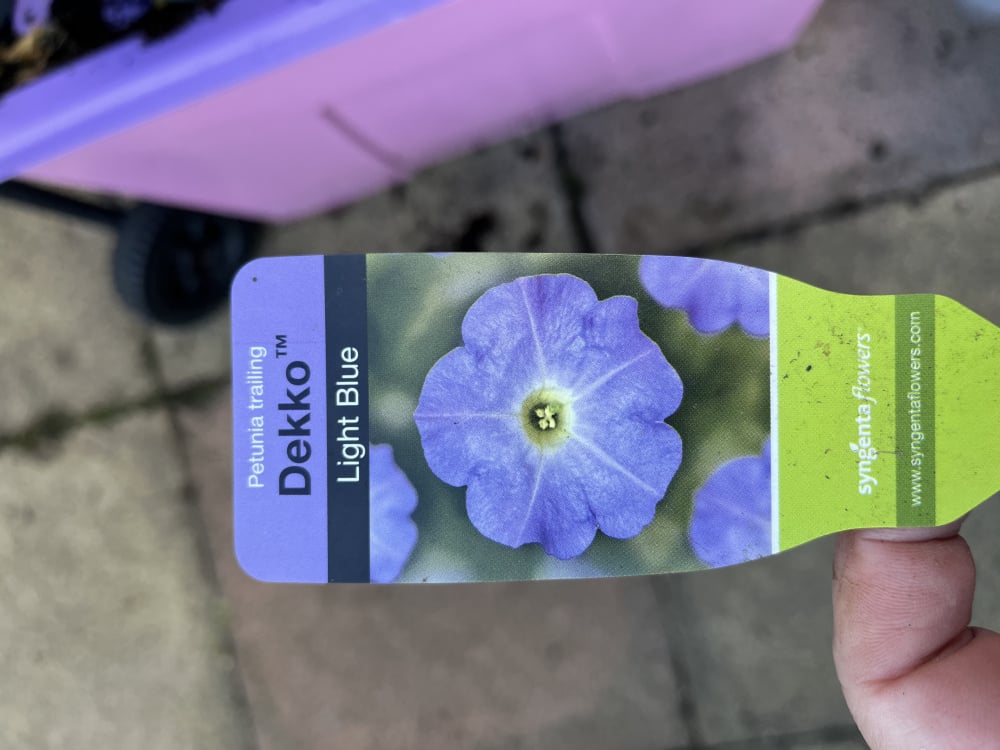 Petunia trailing
Dekko™
Light Blue
syngenta flowers
www.syngentaflowers.com